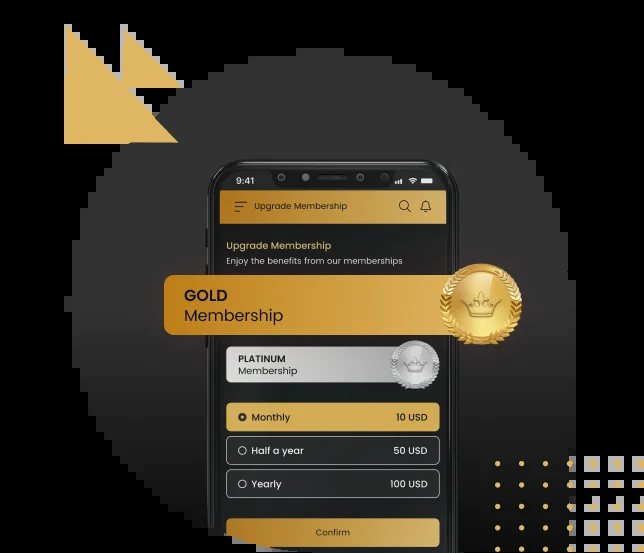 9:41
Upgrade Membership
Upgrade Membership
Enjoy the benefits from our memberships
GOLD
Membership
PLATINUM
Membership
Monthly 10 USD
Half a year 50 USD
Yearly 100 USD
Confirm